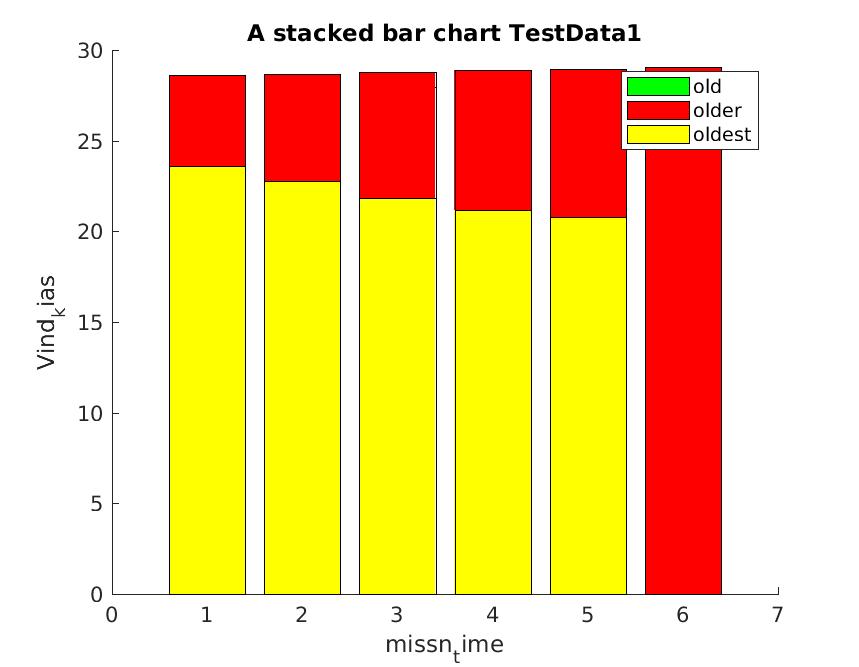 A stacked bar chart TestData1
30
25
20
15
10
5
0
Vind_kias
old
older
oldest
0 1 2 3 4 5 6 7
missn_time